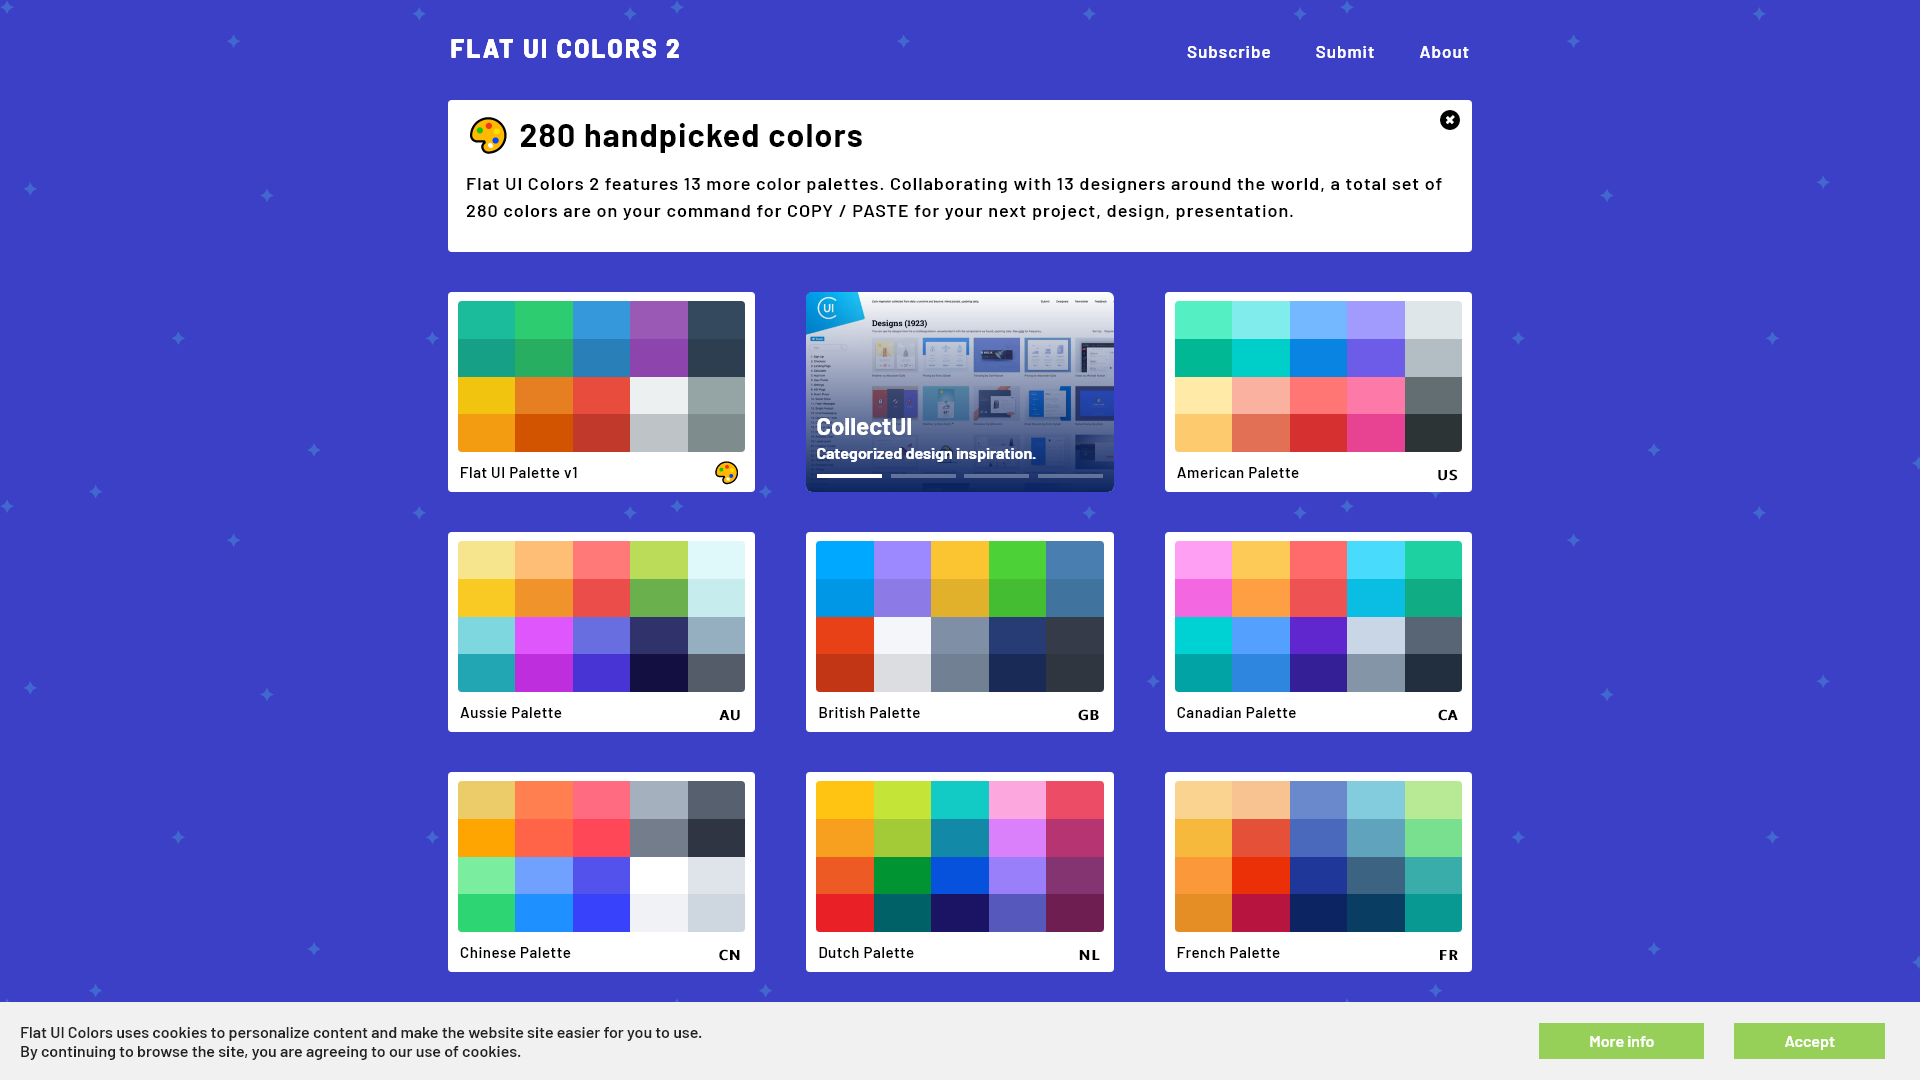 FLAT UI COLORS 2
Subscribe
Submit
About
280 handpicked colors
Flat UI Colors 2 features 13 more color palettes. Collaborating with 13 designers around the world, a total set of
280 colors are on your command for COPY / PASTE for your next project, design, presentation.
UI
Designs (1923)
CollectUI
Categorized design inspiration.
Flat UI Palette v1
American Palette
US
Aussie Palette
AU
British Palette
GB
Canadian Palette
CA
Chinese Palette
CN
Dutch Palette
NL
French Palette
FR
Flat UI Colors uses cookies to personalize content and make the website site easier for you to use.
By continuing to browse the site, you are agreeing to our use of cookies.
More info
Accept